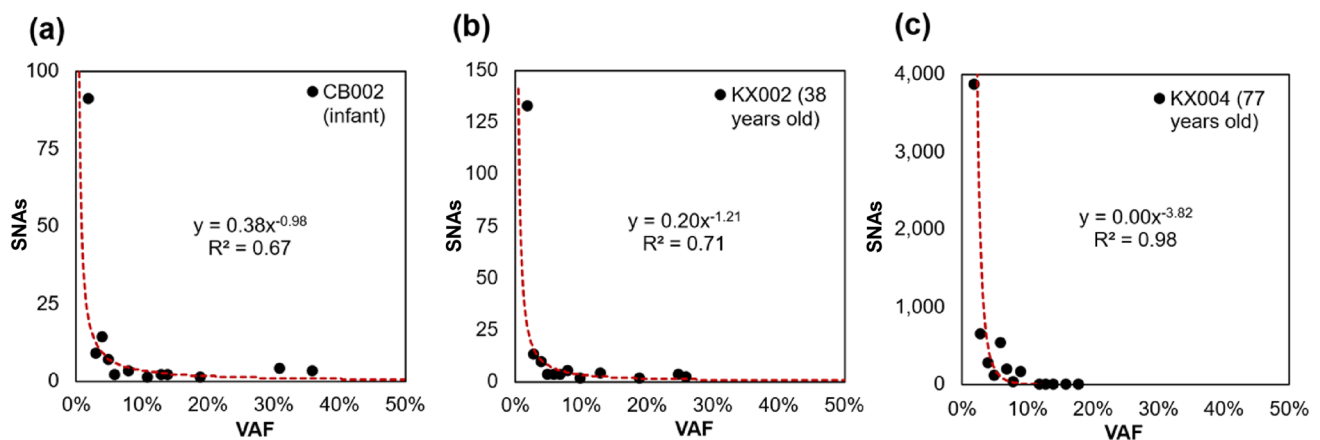 (a)
100
75
50
25
0
SNAs
CB002
(infant)
y = 0.38x-0.98
R² = 0.67
0% 10% 20% 30% 40% 50%
VAF
(b)
150
125
100
75
50
25
0
SNAs
KX002 (38
years old)
y = 0.20x-1.21
R² = 0.71
0% 10% 20% 30% 40% 50%
VAF
(c)
4,000
3,000
2,000
1,000
0
SNAs
KX004 (77
years old)
y = 0.00x-3.82
R² = 0.98
0% 10% 20% 30% 40% 50%
VAF